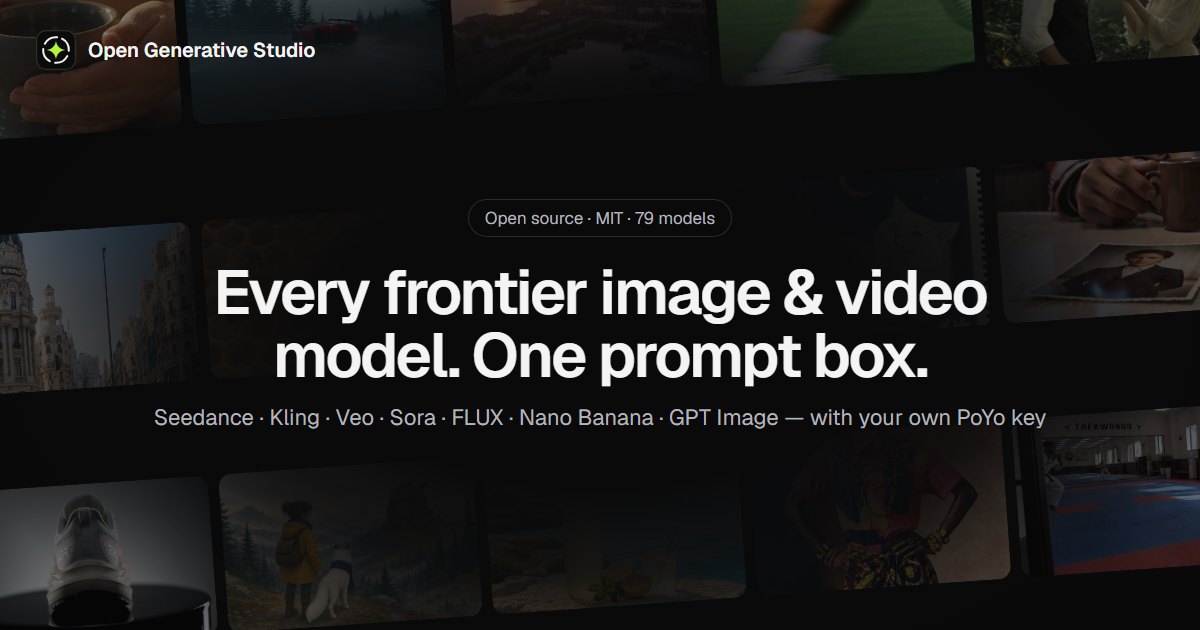 Open Generative Studio
Open source · MIT · 79 models
Every frontier image & video
model. One prompt box.
Seedance · Kling · Veo · Sora · FLUX · Nano Banana · GPT Image — with your own PoYo key
TAEKWONDO